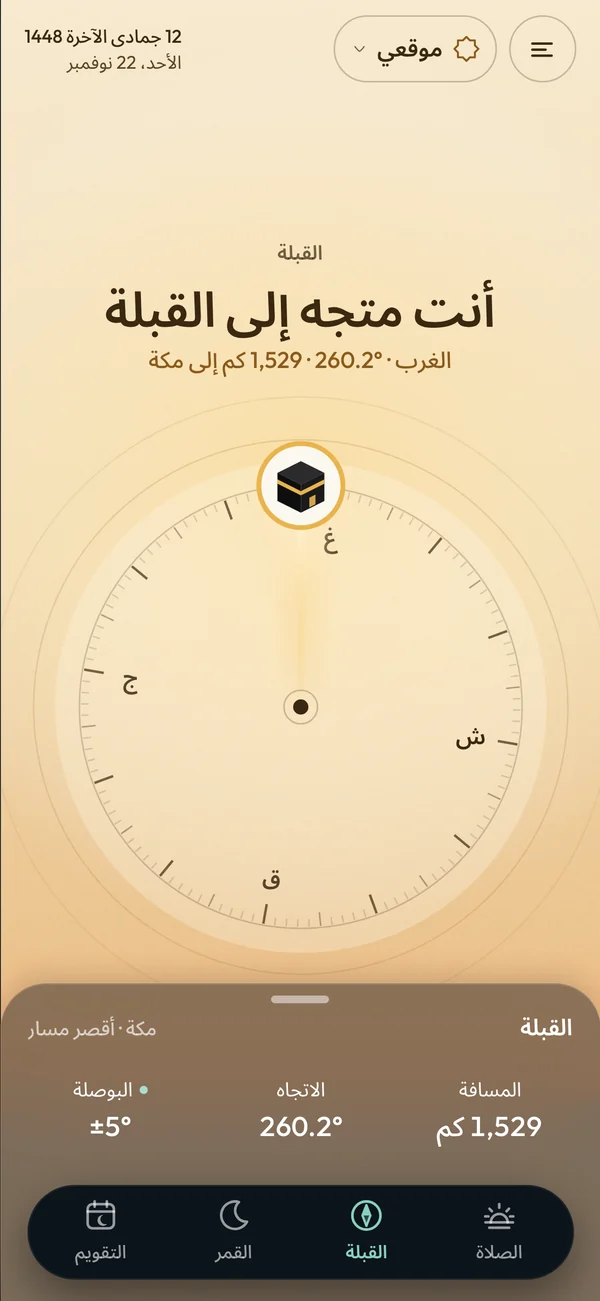 موقعي
12 جمادى الآخرة 1448
الأحد، 22 نوفمبر
القبلة
أنت متجه إلى القبلة
الغرب · 260.2° · 1,529 كم إلى مكة
غ
ج
ش
ق
القبلة
مكة · أقصر مسار
المسافة
1,529 كم
الاتجاه
260.2°
البوصلة
±5°
الصلاة
القبلة
القمر
التقويم